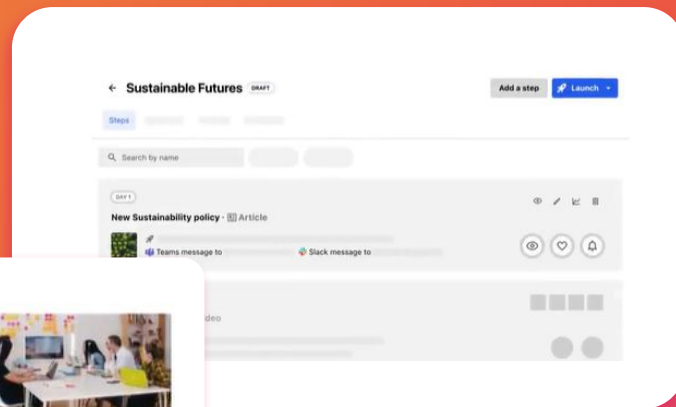 ← Sustainable Futures DRAFT
Add a step
Launch
Steps
Search by name
DAY 1
New Sustainability policy · Article
Teams message to
Slack message to
deo